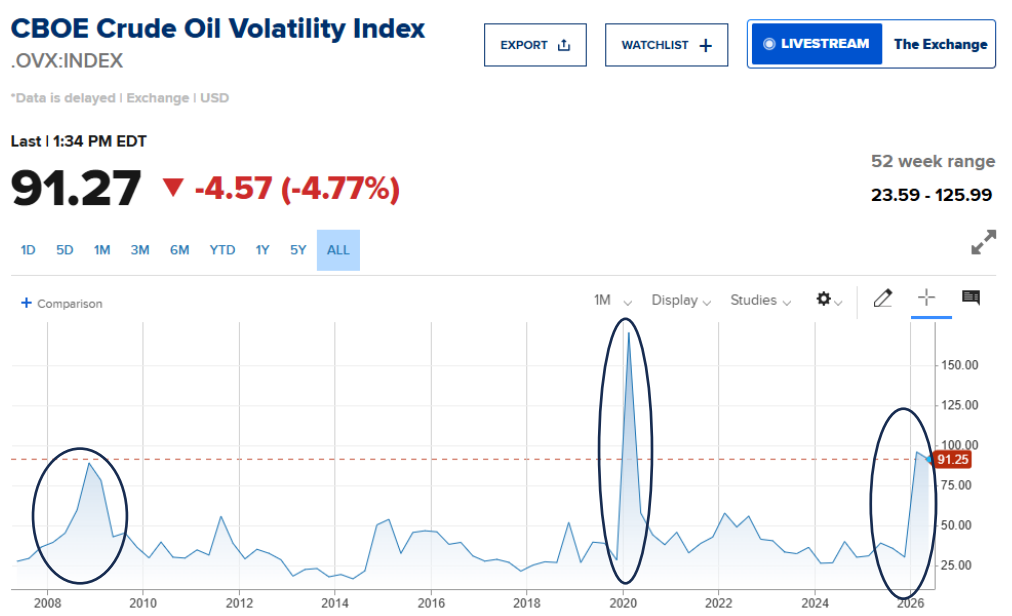 CBOE Crude Oil Volatility Index
.OVX:INDEX
EXPORT
WATCHLIST +
LIVESTREAM The Exchange
*Data is delayed | Exchange | USD
Last | 1:34 PM EDT
91.27 ▼ -4.57 (-4.77%)
52 week range
23.59 - 125.99
1D 5D 1M 3M 6M YTD 1Y 5Y ALL
+ Comparison
1M Display Studies
150.00
125.00
100.00
91.25
75.00
50.00
25.00
2008 2010 2012 2014 2016 2018 2020 2022 2024 2026